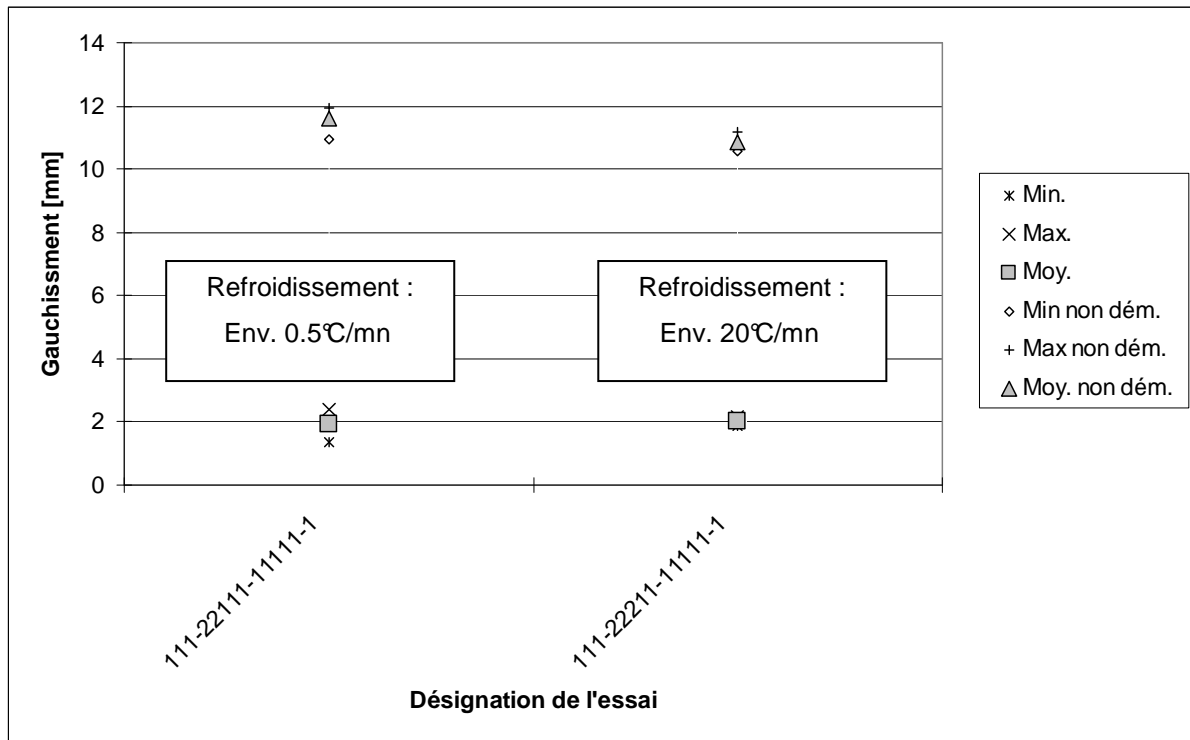 14
12
10
8
6
4
2
0
Gauchissment [mm]
Refroidissement :
Env. 0.5°C/mn
Refroidissement :
Env. 20°C/mn
Min.
Max.
Moy.
Min non dém.
Max non dém.
Moy. non dém.
111-22111-11111-1
111-22211-11111-1
Désignation de l'essai